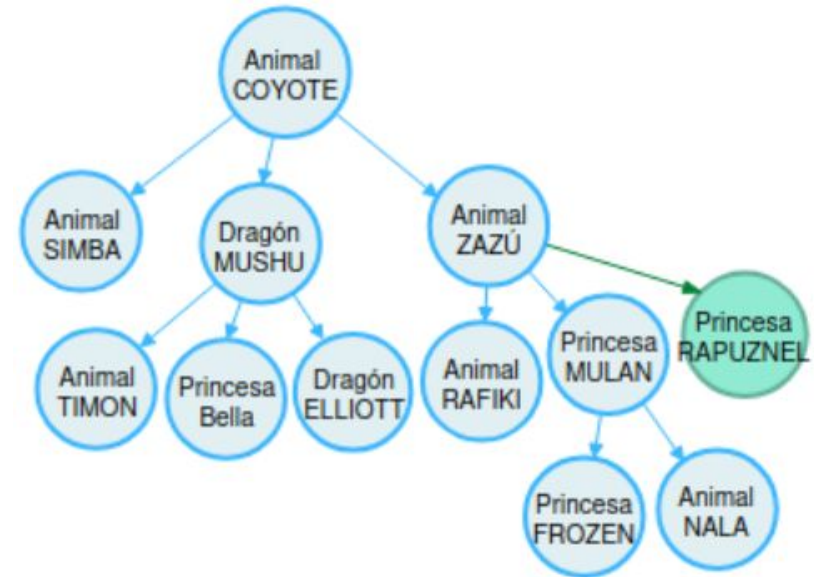 Animal
COYOTE
Animal
SIMBA
Dragón
MUSHU
Animal
ZAZÚ
Princesa
RAPUZNEL
Animal
TIMON
Princesa
Bella
Dragón
ELLIOTT
Animal
RAFIKI
Princesa
MULAN
Princesa
FROZEN
Animal
NALA